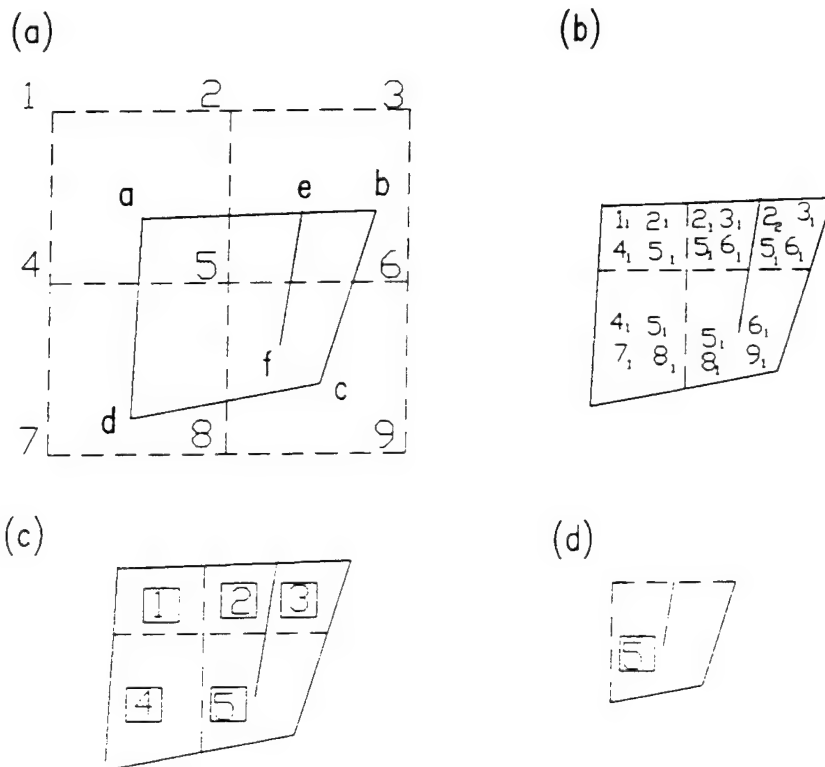 (a)
1 2 3
a e b
4 5 6
f
c
d
7 8 9
(b)
1₁ 2₁ 2₁ 3₁ 2₂ 3₁
4₁ 5₁ 5₁ 6₁ 5₁ 6₁
4₁ 5₁ 5₁ 6₁
7₁ 8₁ 8₁ 9₁
(c)
1 2 3
4 5
(d)
5